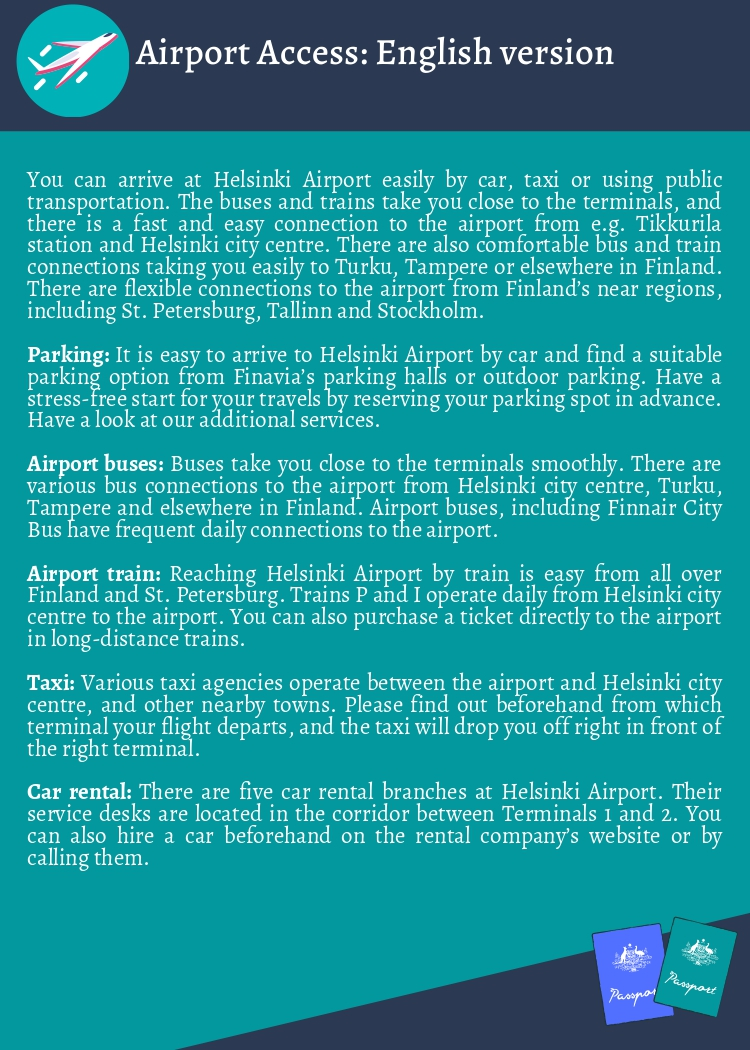 Airport Access: English version
You can arrive at Helsinki Airport easily by car, taxi or using public
transportation. The buses and trains take you close to the terminals, and
there is a fast and easy connection to the airport from e.g. Tikkurila
station and Helsinki city centre. There are also comfortable bus and train
connections taking you easily to Turku, Tampere or elsewhere in Finland.
There are flexible connections to the airport from Finland’s near regions,
including St. Petersburg, Tallinn and Stockholm.
Parking: It is easy to arrive to Helsinki Airport by car and find a suitable
parking option from Finavia’s parking halls or outdoor parking. Have a
stress-free start for your travels by reserving your parking spot in advance.
Have a look at our additional services.
Airport buses: Buses take you close to the terminals smoothly. There are
various bus connections to the airport from Helsinki city centre, Turku,
Tampere and elsewhere in Finland. Airport buses, including Finnair City
Bus have frequent daily connections to the airport.
Airport train: Reaching Helsinki Airport by train is easy from all over
Finland and St. Petersburg. Trains P and I operate daily from Helsinki city
centre to the airport. You can also purchase a ticket directly to the airport
in long-distance trains.
Taxi: Various taxi agencies operate between the airport and Helsinki city
centre, and other nearby towns. Please find out beforehand from which
terminal your flight departs, and the taxi will drop you off right in front of
the right terminal.
Car rental: There are five car rental branches at Helsinki Airport. Their
service desks are located in the corridor between Terminals 1 and 2. You
can also hire a car beforehand on the rental company’s website or by
calling them.
Passpor
Passport